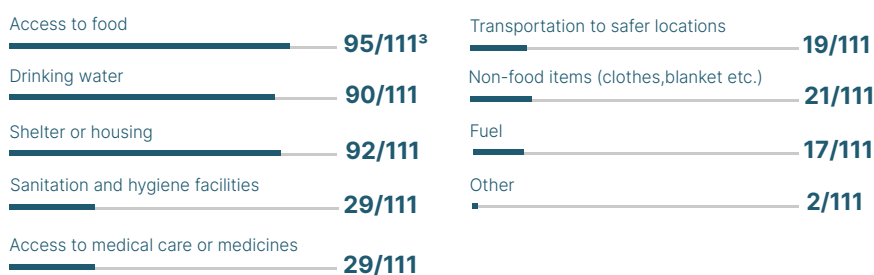 Access to food
95/111³
Drinking water
90/111
Shelter or housing
92/111
Sanitation and hygiene facilities
29/111
Access to medical care or medicines
29/111
Transportation to safer locations
19/111
Non-food items (clothes,blanket etc.)
21/111
Fuel
17/111
Other
2/111